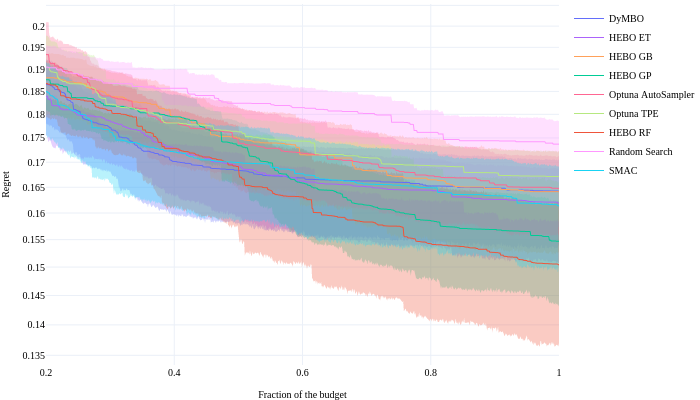 0.2
0.195
0.19
0.185
0.18
0.175
0.17
0.165
0.16
0.155
0.15
0.145
0.14
0.135
Regret
0.2
0.4
0.6
0.8
1
Fraction of the budget
DyMBO
HEBO ET
HEBO GB
HEBO GP
Optuna AutoSampler
Optuna TPE
HEBO RF
Random Search
SMAC